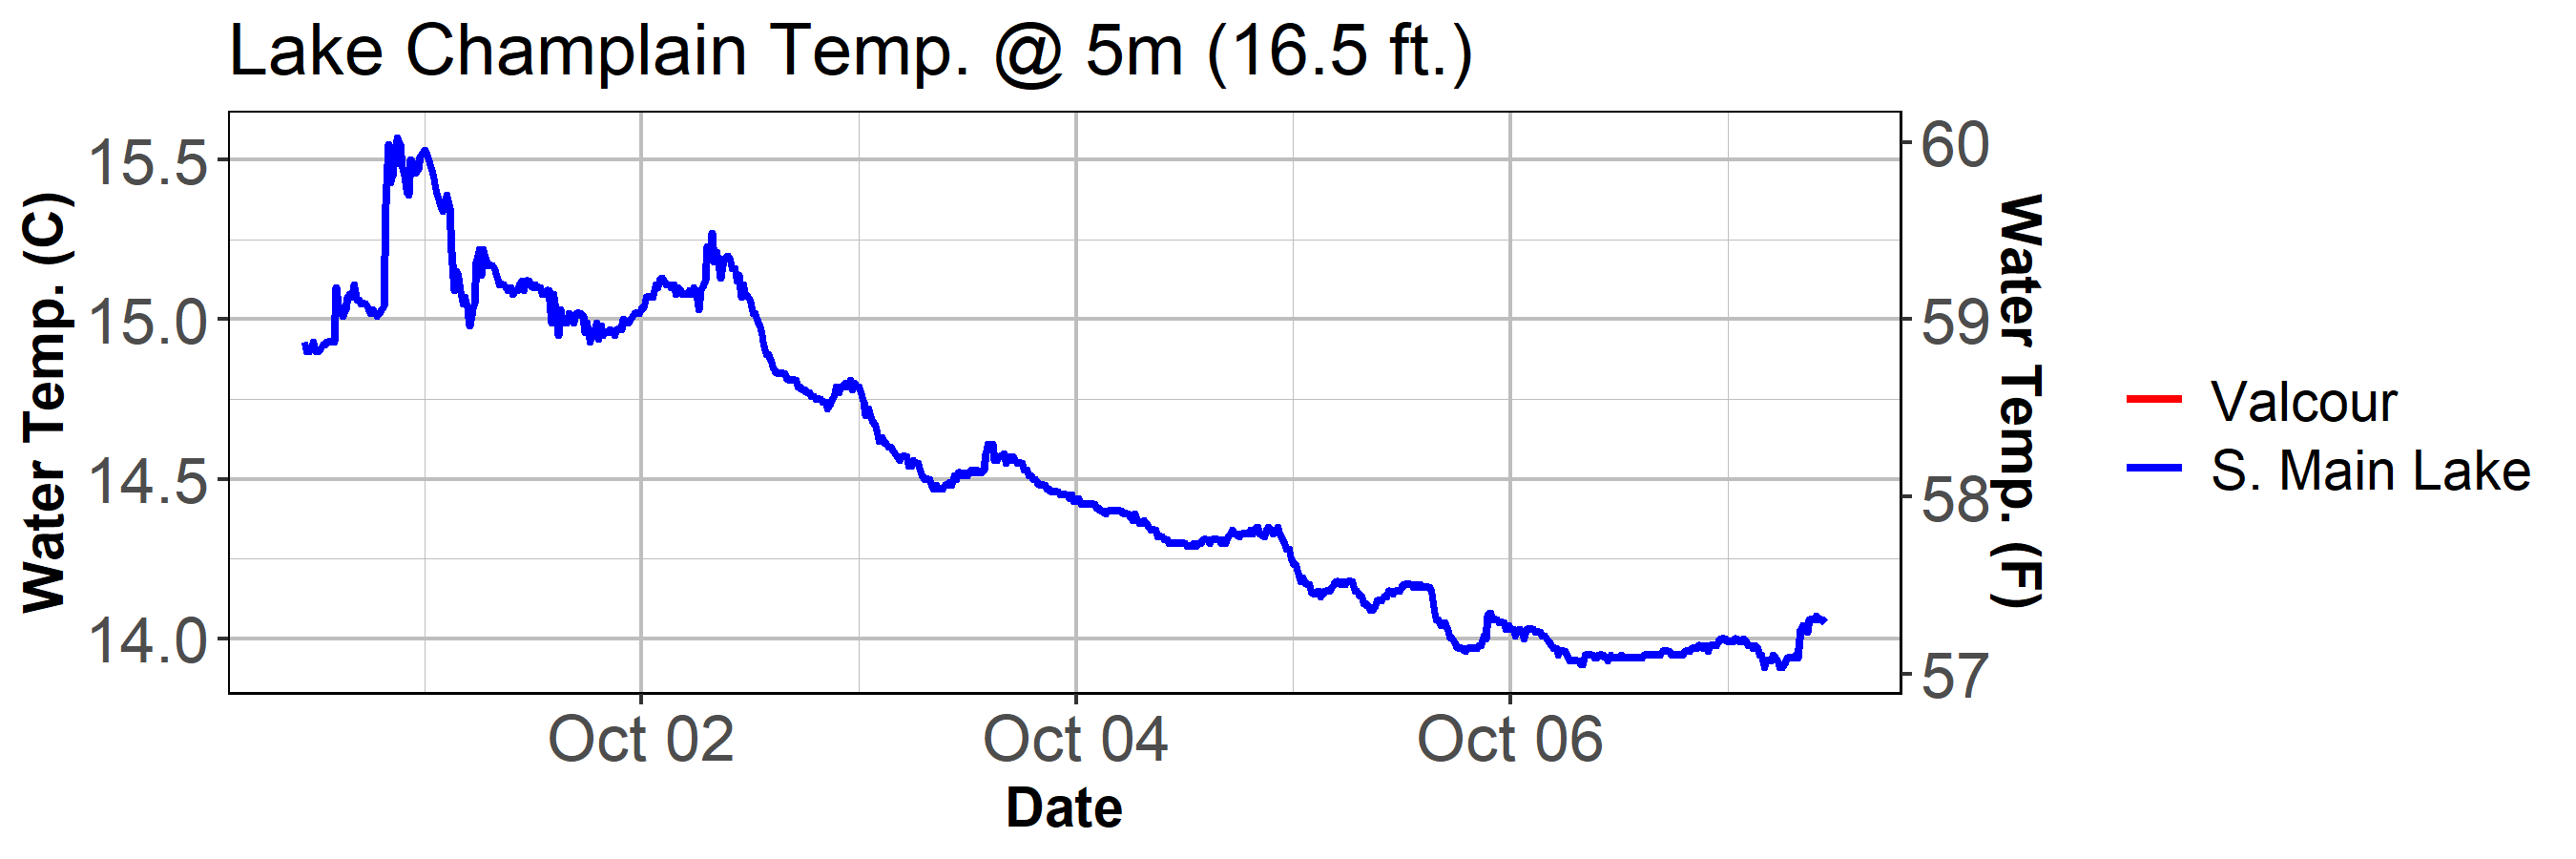 Lake Champlain Temp. @ 5m (16.5 ft.)
Water Temp. (C)
15.5
15.0
14.5
14.0
60
59
58
57
Water Temp. (F)
Oct 02 Oct 04 Oct 06
Date
Valcour
S. Main Lake